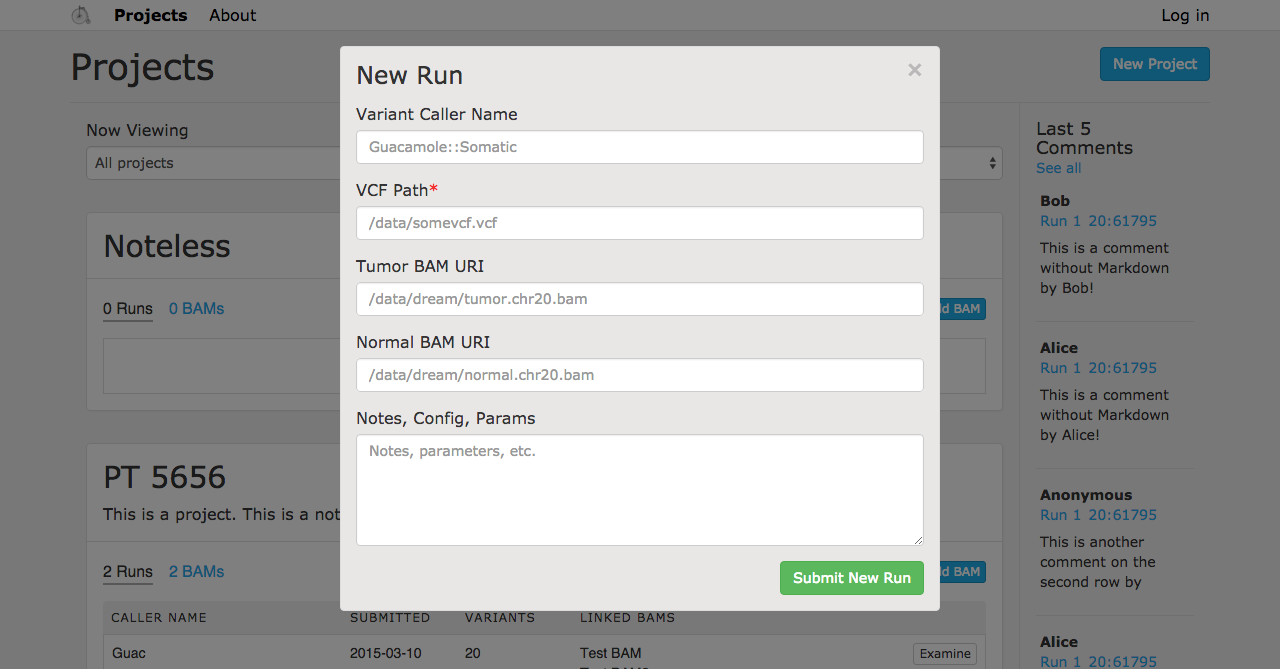 Projects About Log in
Projects
New Project
Now Viewing
All projects
Noteless
0 Runs 0 BAMs
BAM
PT 5656
This is a project. This is a
2 Runs 2 BAMs
BAM
CALLER NAME SUBMITTED VARIANTS LINKED BAMS
Guac 2015-03-10 20 Test BAM Examine
New Run ×
Variant Caller Name
Guacamole::Somatic
VCF Path*
/data/somevcf.vcf
Tumor BAM URI
/data/dream/tumor.chr20.bam
Normal BAM URI
/data/dream/normal.chr20.bam
Notes, Config, Params
Notes, parameters, etc.
Submit New Run
Last 5
Comments
See all
Bob
Run 1 20:61795
This is a comment
without Markdown
by Bob!
Alice
Run 1 20:61795
This is a comment
without Markdown
by Alice!
Anonymous
Run 1 20:61795
This is another
comment on the
second row by
Alice
Run 1 20:61795